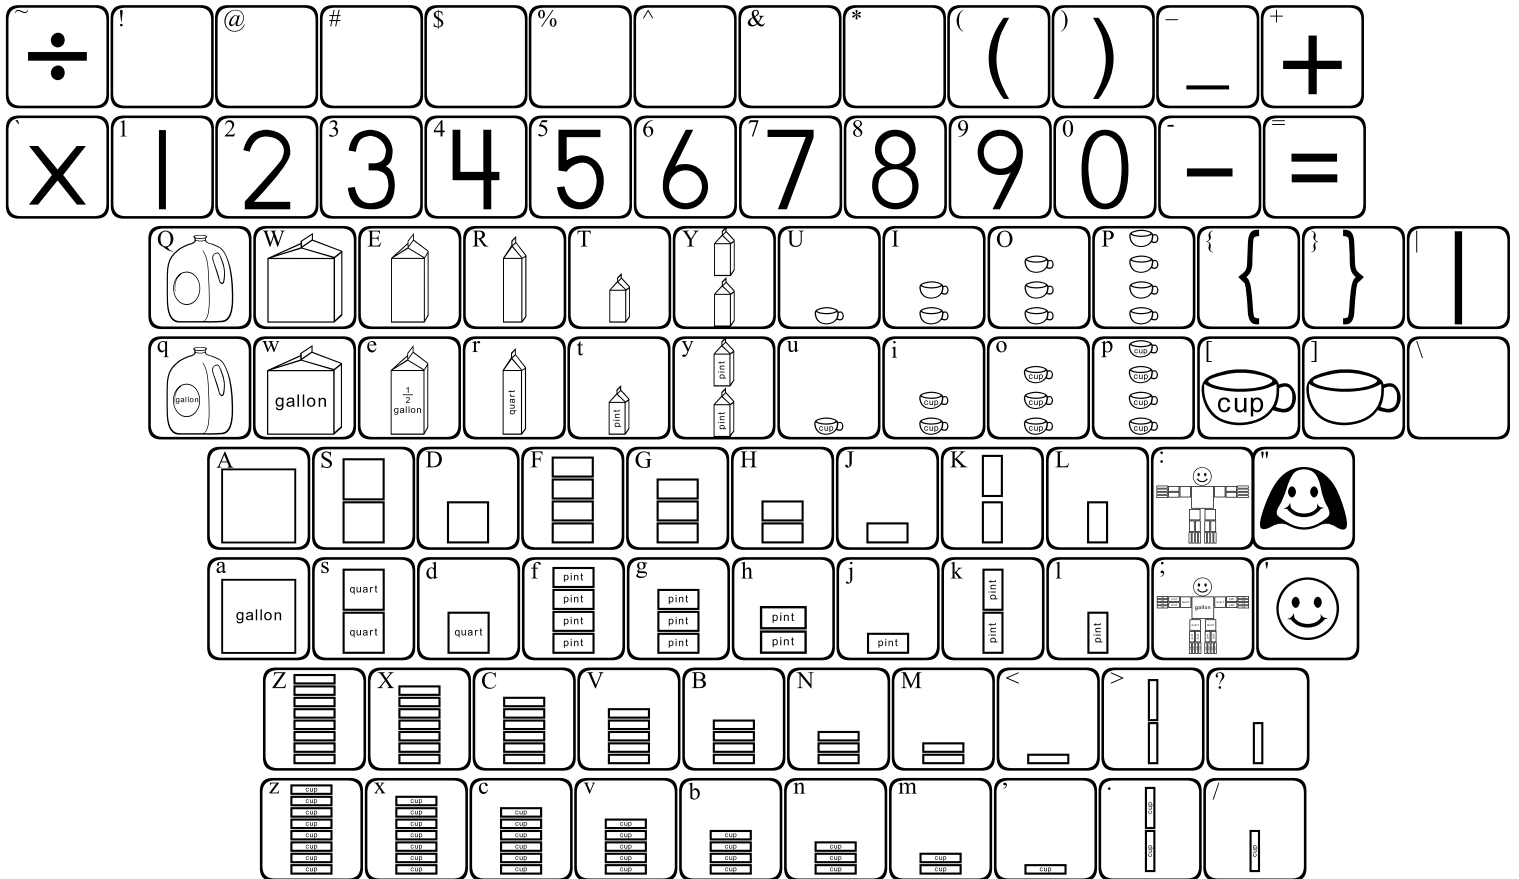 ~ ÷ ! @ # $ % ^ & * ( ( ) ) _ _ + +
` x 1 1 2 2 3 3 4 4 5 5 6 6 7 7 8 8 9 9 0 0 - - = =
Q W E R T Y U I O P { { } } | |
q gallon w gallon e 1/2 gallon r quart t pint y pint pint u cup i cup cup o cup cup cup p cup cup cup cup [ cup ] \
A S D F G H J K L : "
a gallon s quart quart d quart f pint pint pint pint g pint pint pint h pint pint j pint k pint pint l pint ; gallon '
Z X C V B N M < > ?
z cup cup cup cup cup cup cup cup x cup cup cup cup cup cup cup c cup cup cup cup cup cup v cup cup cup cup cup b cup cup cup cup n cup cup cup m cup cup , cup . cup cup / cup